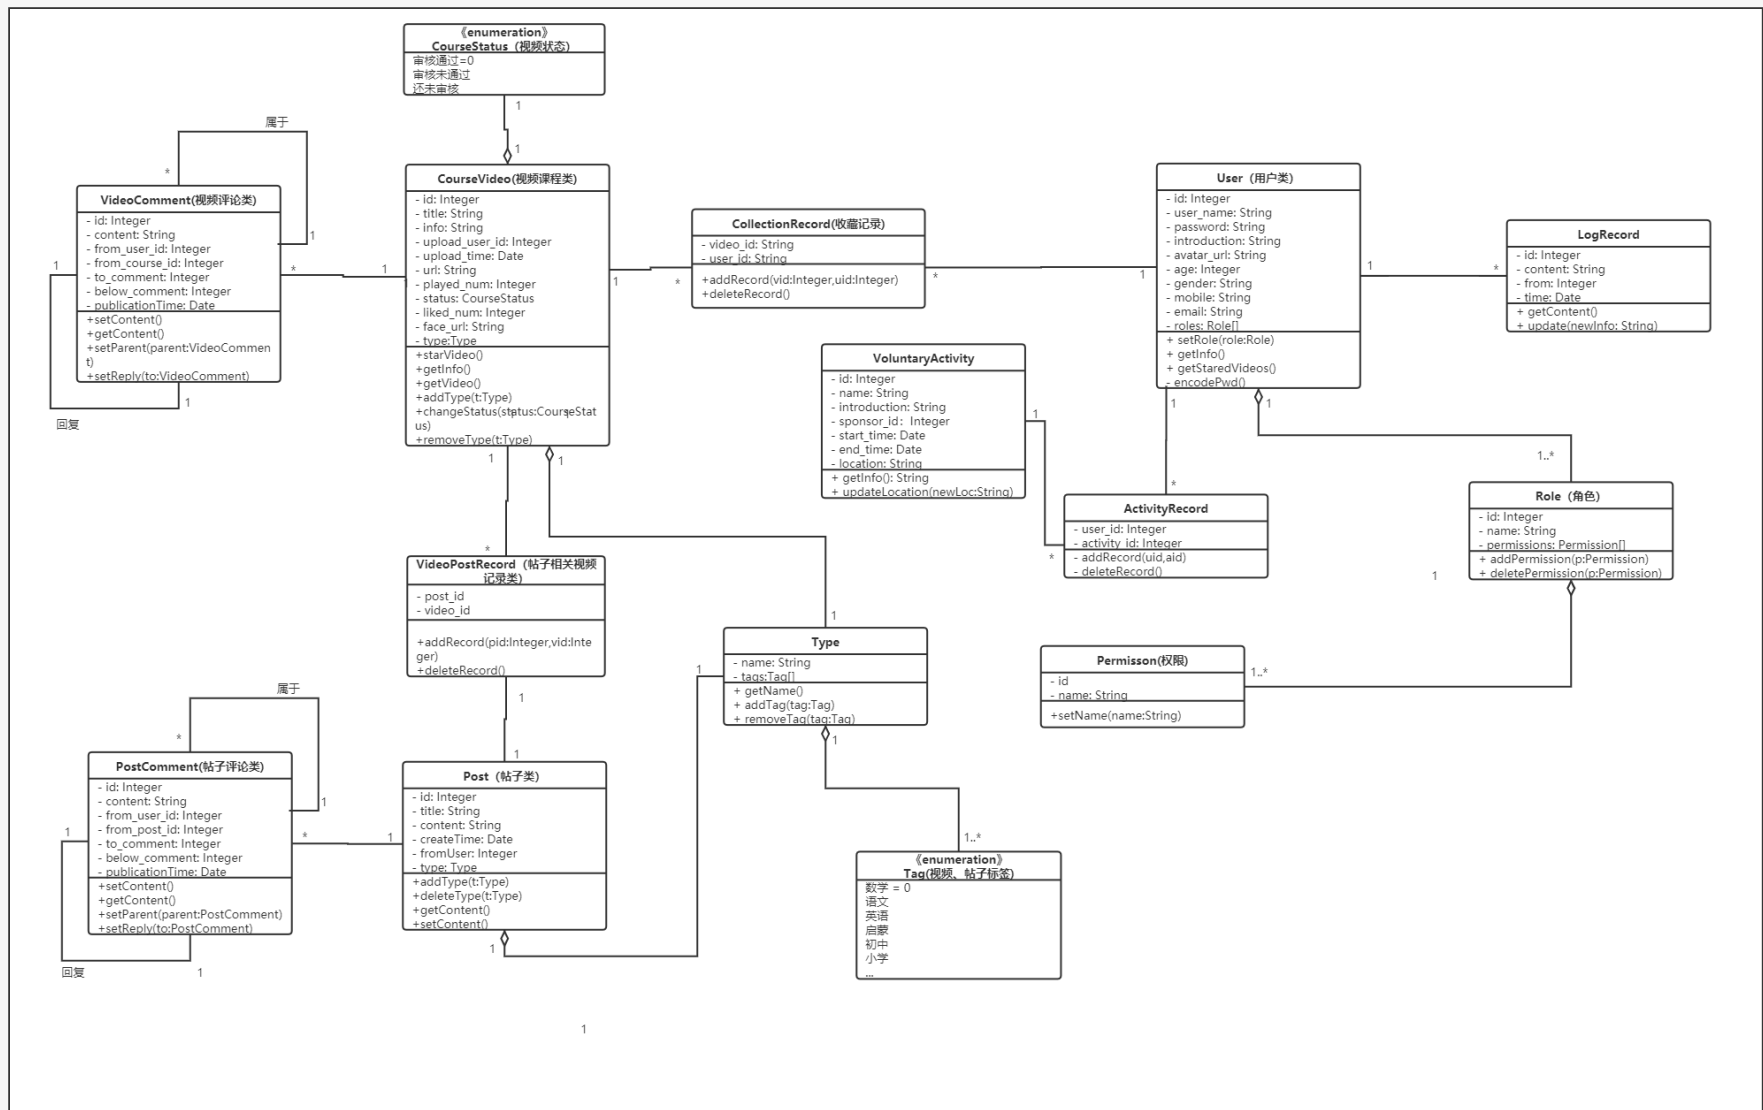 《enumeration》
CourseStatus（视频状态）
审核通过=0
审核未通过
还未审核
1
1
属于
*
VideoComment(视频评论类)
- id: Integer
- content: String
- from_user_id: Integer
- from_course_id: Integer
- to_comment: Integer
- below_comment: Integer
- publicationTime: Date
+setContent()
+getContent()
+setParent(parent:VideoCommen
t)
+setReply(to:VideoComment)
1
1
1
回复
*
1
1
CourseVideo(视频课程类)
- id: Integer
- title: String
- info: String
- upload_user_id: Integer
- upload_time: Date
- url: String
- played_num: Integer
- status: CourseStatus
- liked_num: Integer
- face_url: String
- type:Type
+starVideo()
+getInfo()
+getVideo()
+addType(t:Type)
+changeStatus(status:CourseStat
us)
+removeType(t:Type)
1
*
CollectionRecord(收藏记录)
- video_id: String
- user_id: String
+addRecord(vid:Integer,uid:Integer)
+deleteRecord()
*
1
User（用户类）
- id: Integer
- user_name: String
- password: String
- introduction: String
- avatar_url: String
- age: Integer
- gender: String
- mobile: String
- email: String
- roles: Role[]
+ setRole(role:Role)
+ getInfo()
+ getStaredVideos()
- encodePwd()
1
*
LogRecord
- id: Integer
- content: String
- from: Integer
- time: Date
+ getContent()
+ update(newInfo: String)
VoluntaryActivity
- id: Integer
- name: String
- introduction: String
- sponsor_id：Integer
- start_time: Date
- end_time: Date
- location: String
+ getInfo(): String
+ updateLocation(newLoc:String)
1
*
1
*
ActivityRecord
- user_id: Integer
- activity_id: Integer
- addRecord(uid,aid)
- deleteRecord()
1
1..*
Role（角色）
- id: Integer
- name: String
- permissions: Permission[]
+ addPermission(p:Permission)
+ deletePermission(p:Permission)
1
1
1
*
VideoPostRecord（帖子相关视频
记录类）
- post_id
- video_id
+addRecord(pid:Integer,vid:Inte
ger)
+deleteRecord()
1
1
1
Type
- name: String
- tags:Tag[]
+ getName()
+ addTag(tag:Tag)
+ removeTag(tag:Tag)
1
1
Permisson(权限)
- id
- name: String
+setName(name:String)
1..*
属于
*
PostComment(帖子评论类)
- id: Integer
- content: String
- from_user_id: Integer
- from_post_id: Integer
- to_comment: Integer
- below_comment: Integer
- publicationTime: Date
+setContent()
+getContent()
+setParent(parent:PostComment)
+setReply(to:PostComment)
1
1
1
回复
*
1
Post（帖子类）
- id: Integer
- title: String
- content: String
- createTime: Date
- fromUser: Integer
- type: Type
+addType(t:Type)
+deleteType(t:Type)
+getContent()
+setContent()
1
1..*
《enumeration》
Tag(视频、帖子标签)
数学 = 0
语文
英语
启蒙
初中
小学
...
1